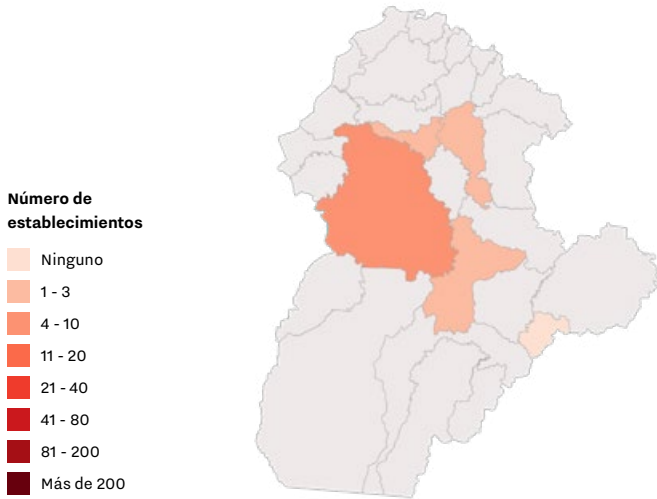 Número de
establecimientos
Ninguno
1 - 3
4 - 10
11 - 20
21 - 40
41 - 80
81 - 200
Más de 200